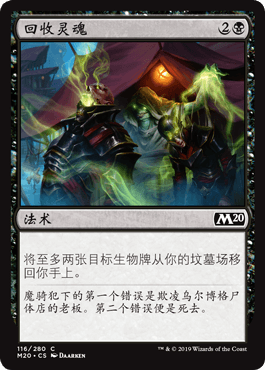 回收灵魂 2
法术 M20
将至多两张目标生物牌从你的坟墓场移
回你手上。
魔骑犯下的第一个错误是欺凌乌尔博格尸
体店的老板。第二个错误便是死去。
116/280 C
M20 • CS DAARKEN
™ & © 2019 Wizards of the Coast